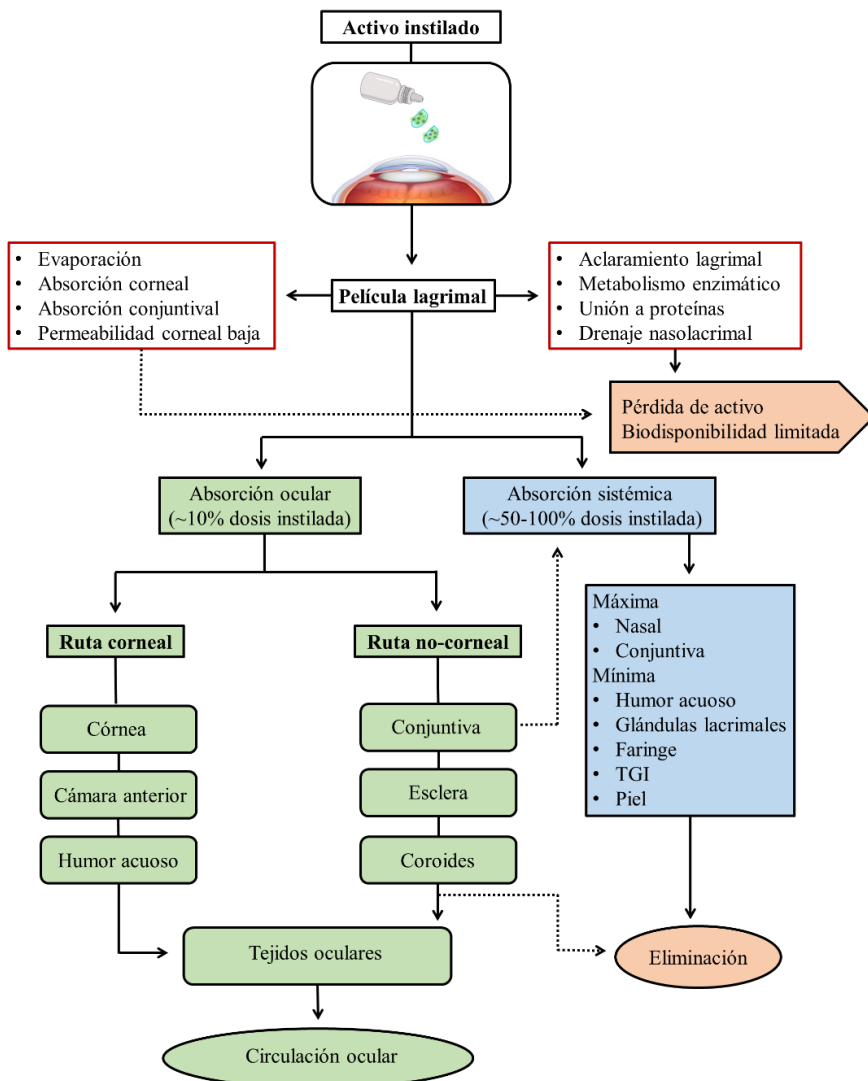 Activo instilado
• Evaporación
• Absorción corneal
• Absorción conjuntival
• Permeabilidad corneal baja
Película lagrimal
• Aclaramiento lagrimal
• Metabolismo enzimático
• Unión a proteínas
• Drenaje nasolacrimal
Pérdida de activo
Biodisponibilidad limitada
Absorción ocular
(~10% dosis instilada)
Absorción sistémica
(~50-100% dosis instilada)
Ruta corneal
Córnea
Cámara anterior
Humor acuoso
Ruta no-corneal
Conjuntiva
Esclera
Coroides
Máxima
• Nasal
• Conjuntiva
Mínima
• Humor acuoso
• Glándulas lacrimales
• Faringe
• TGI
• Piel
Tejidos oculares
Eliminación
Circulación ocular